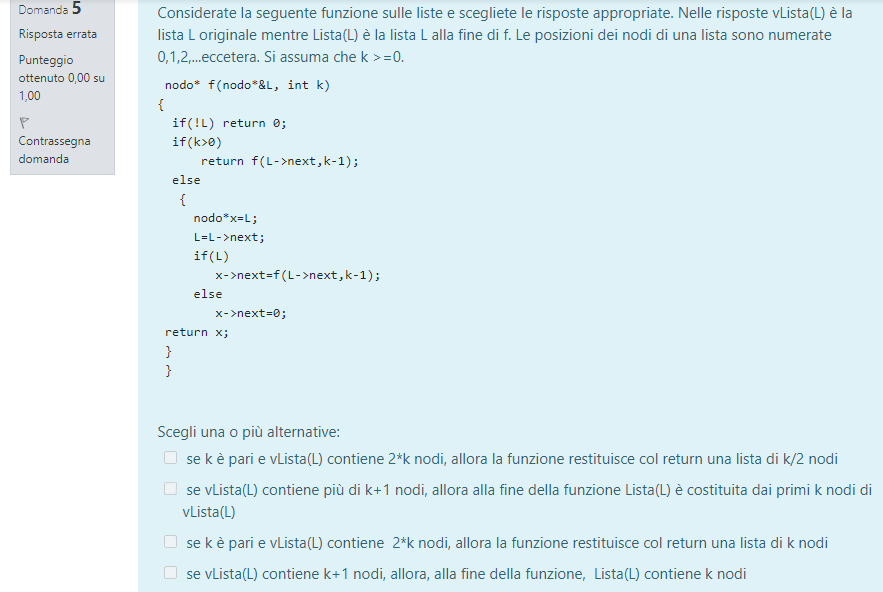 Domanda 5
Risposta errata
Punteggio
ottenuto 0,00 su
1,00
Contrassegna
domanda
Considerate la seguente funzione sulle liste e scegliete le risposte appropriate. Nelle risposte vLista(L) è la
lista L originale mentre Lista(L) è la lista L alla fine di f. Le posizioni dei nodi di una lista sono numerate
0,1,2,...eccetera. Si assuma che k >=0.
nodo* f(nodo*&L, int k)
{
if(!L) return 0;
if(k>0)
return f(L->next,k-1);
else
{
nodo*x=L;
L=L->next;
if(L)
x->next=f(L->next,k-1);
else
x->next=0;
return x;
}
}
Scegli una o più alternative:
se k è pari e vLista(L) contiene 2*k nodi, allora la funzione restituisce col return una lista di k/2 nodi
se vLista(L) contiene più di k+1 nodi, allora alla fine della funzione Lista(L) è costituita dai primi k nodi di
vLista(L)
se k è pari e vLista(L) contiene 2*k nodi, allora la funzione restituisce col return una lista di k nodi
se vLista(L) contiene k+1 nodi, allora, alla fine della funzione, Lista(L) contiene k nodi